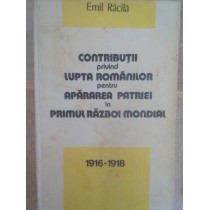 Emil Răcilă
CONTRIBUȚII
privind
LUPTA ROMÂNILOR
pentru
APĂRAREA PATRIEI
în
PRIMUL RĂZBOI MONDIAL
1916-1918